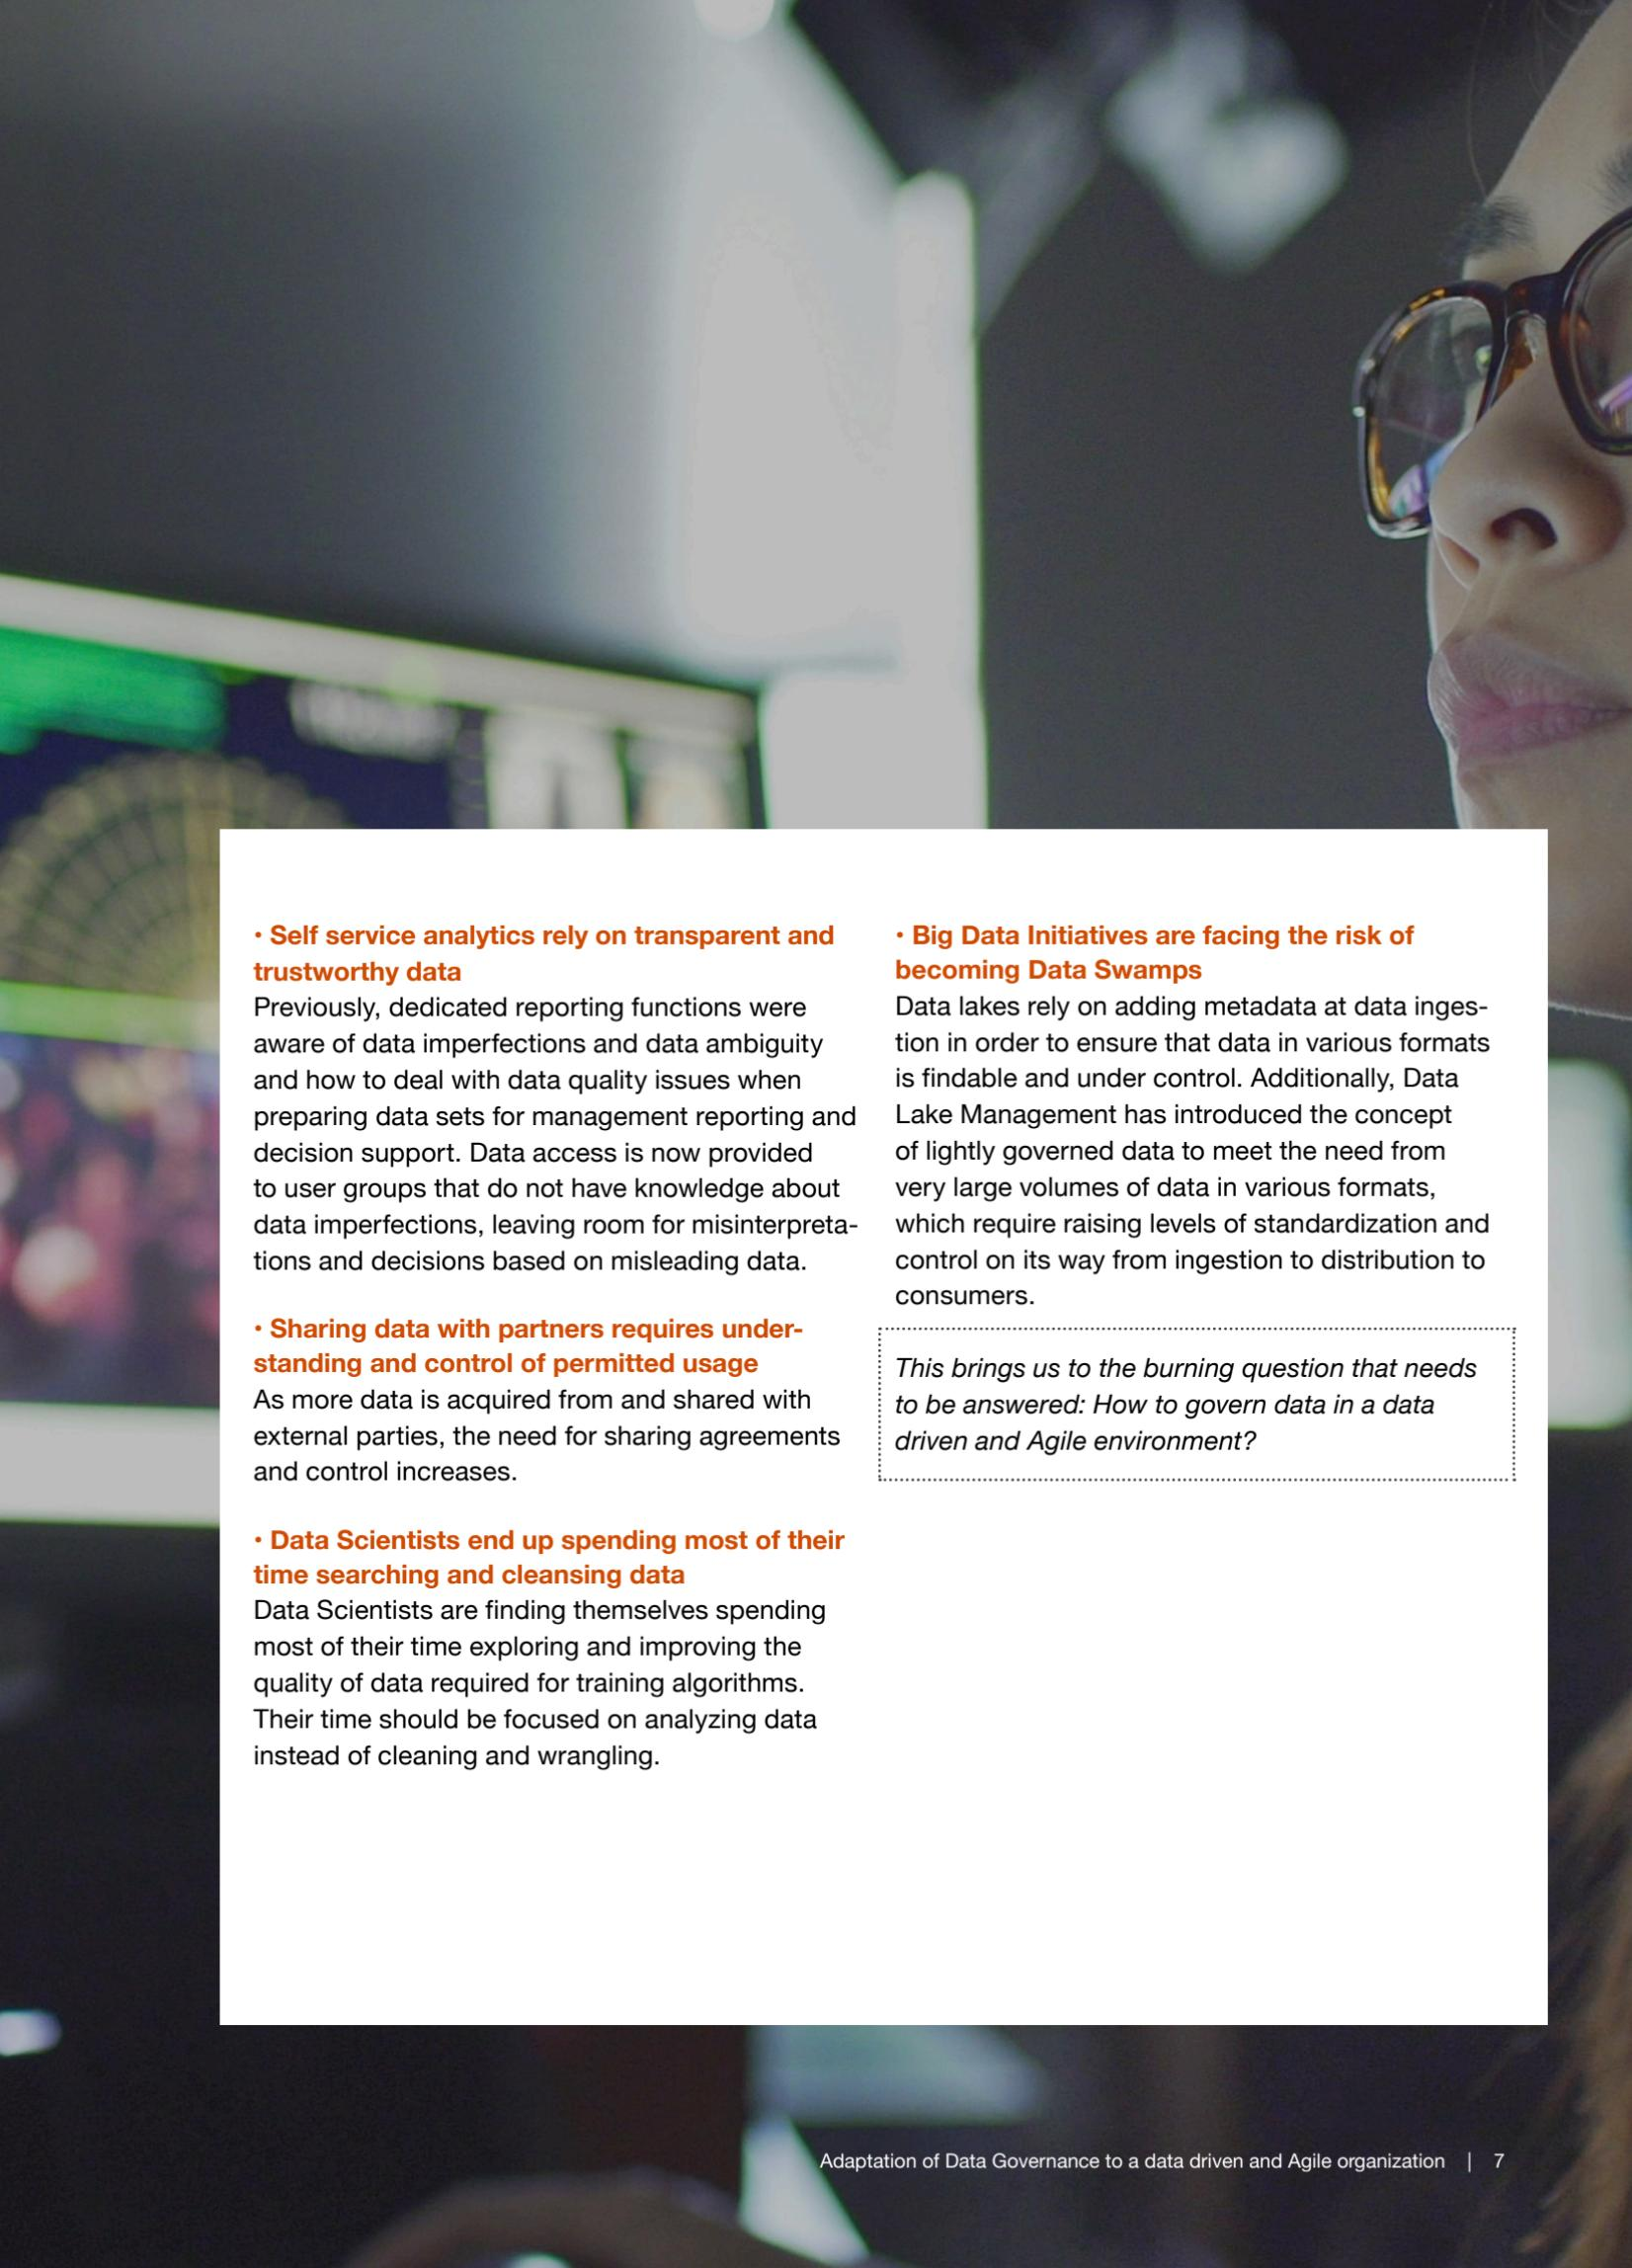 • Self service analytics rely on transparent and
trustworthy data
Previously, dedicated reporting functions were
aware of data imperfections and data ambiguity
and how to deal with data quality issues when
preparing data sets for management reporting and
decision support. Data access is now provided
to user groups that do not have knowledge about
data imperfections, leaving room for misinterpreta-
tions and decisions based on misleading data.
• Sharing data with partners requires under-
standing and control of permitted usage
As more data is acquired from and shared with
external parties, the need for sharing agreements
and control increases.
• Data Scientists end up spending most of their
time searching and cleansing data
Data Scientists are finding themselves spending
most of their time exploring and improving the
quality of data required for training algorithms.
Their time should be focused on analyzing data
instead of cleaning and wrangling.
• Big Data Initiatives are facing the risk of
becoming Data Swamps
Data lakes rely on adding metadata at data inges-
tion in order to ensure that data in various formats
is findable and under control. Additionally, Data
Lake Management has introduced the concept
of lightly governed data to meet the need from
very large volumes of data in various formats,
which require raising levels of standardization and
control on its way from ingestion to distribution to
consumers.
This brings us to the burning question that needs
to be answered: How to govern data in a data
driven and Agile environment?
Adaptation of Data Governance to a data driven and Agile organization | 7